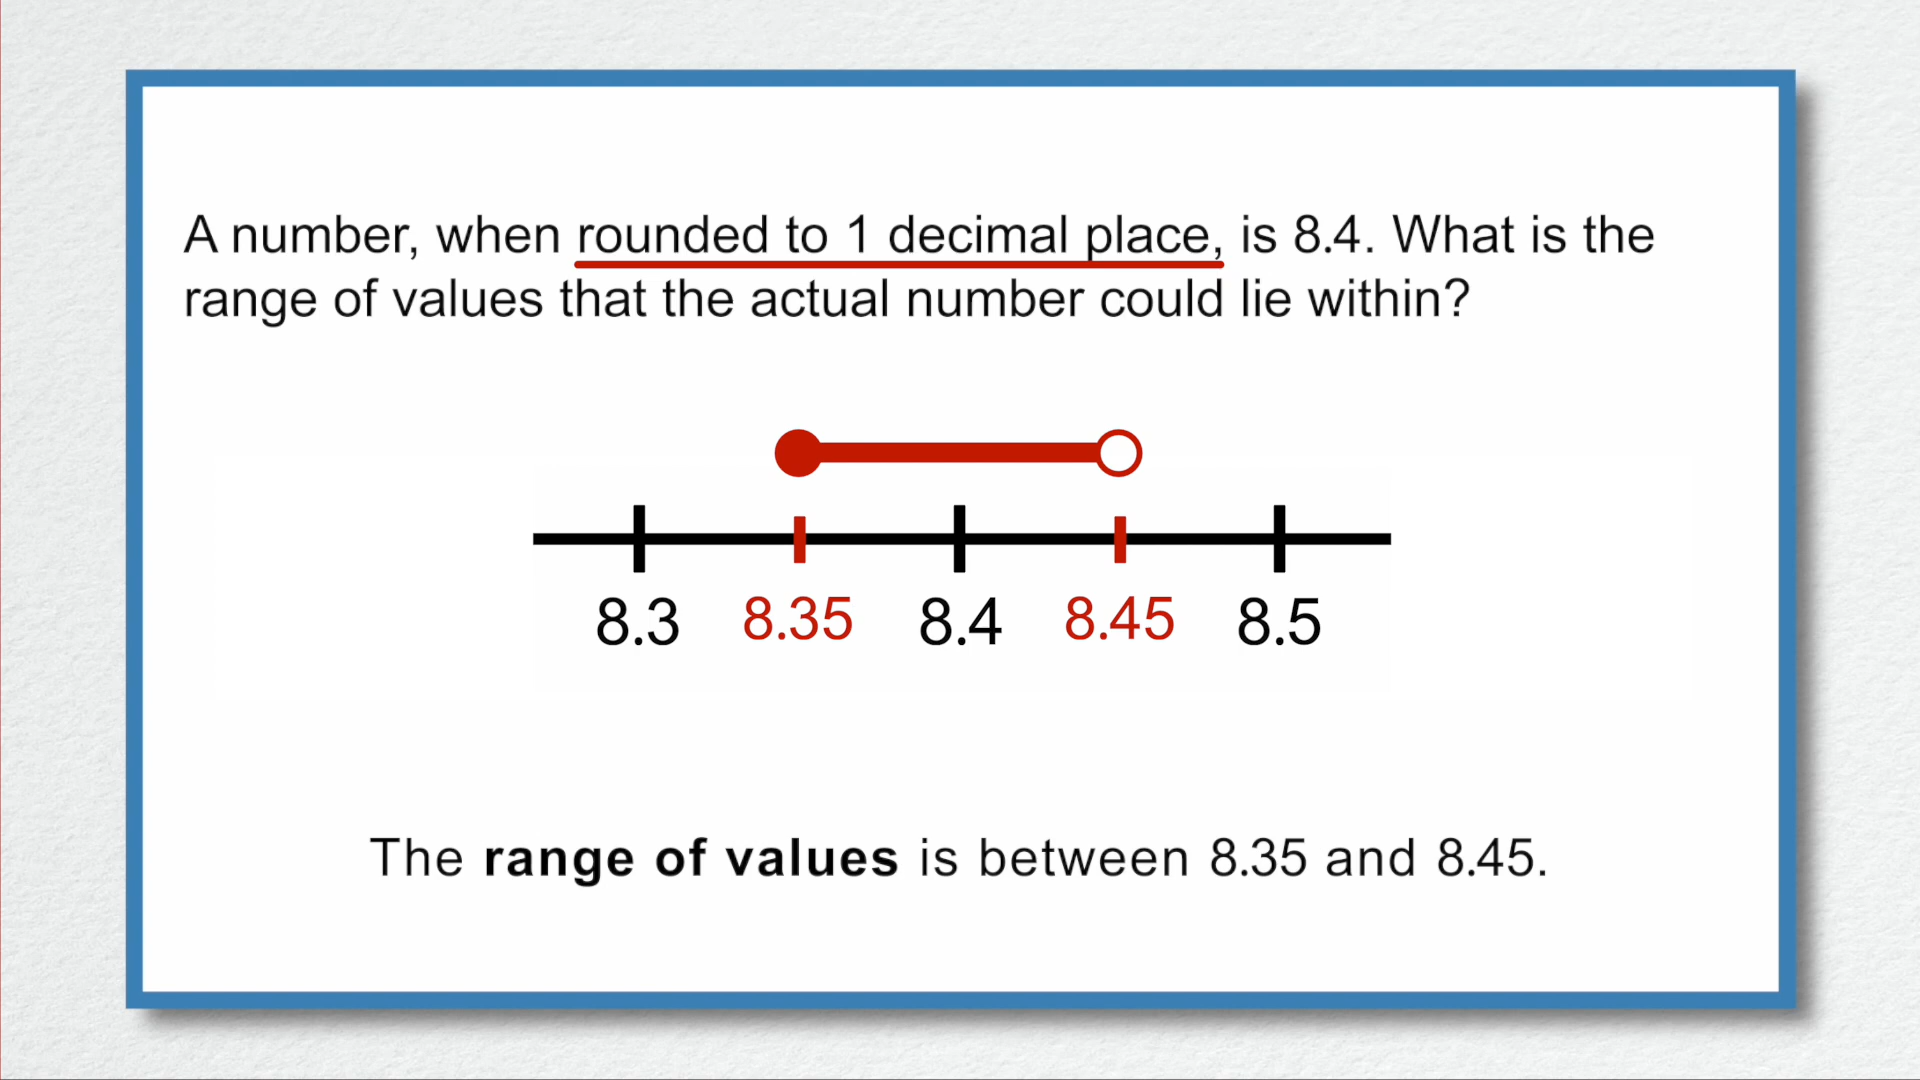 A number, when rounded to 1 decimal place, is 8.4. What is the
range of values that the actual number could lie within?
8.3 8.35 8.4 8.45 8.5
The range of values is between 8.35 and 8.45.